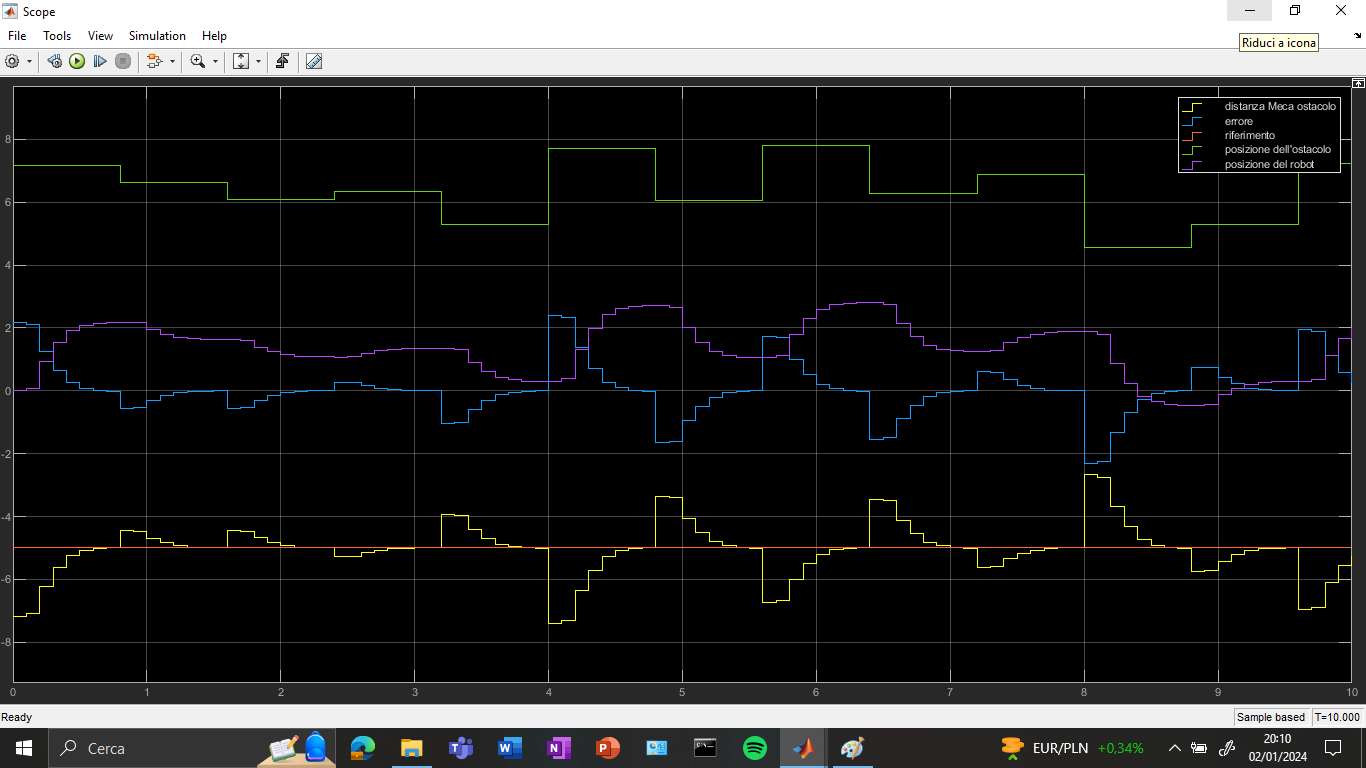 Scope
File Tools View Simulation Help
Riduci a icona
distanza Meca ostacolo
errore
riferimento
posizione dell'ostacolo
posizione del robot
8
6
4
2
0
-2
-4
-6
-8
0 1 2 3 4 5 6 7 8 9 10
Ready
Sample based T=10.000
Cerca
EUR/PLN +0,34%
20:10
02/01/2024